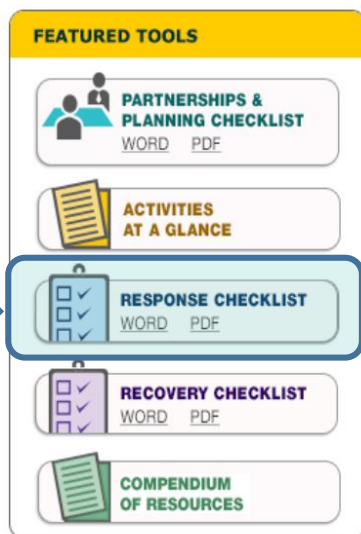 FEATURED TOOLS
PARTNERSHIPS &
PLANNING CHECKLIST
WORD PDF
ACTIVITIES
AT A GLANCE
RESPONSE CHECKLIST
WORD PDF
RECOVERY CHECKLIST
WORD PDF
COMPENDIUM
OF RESOURCES